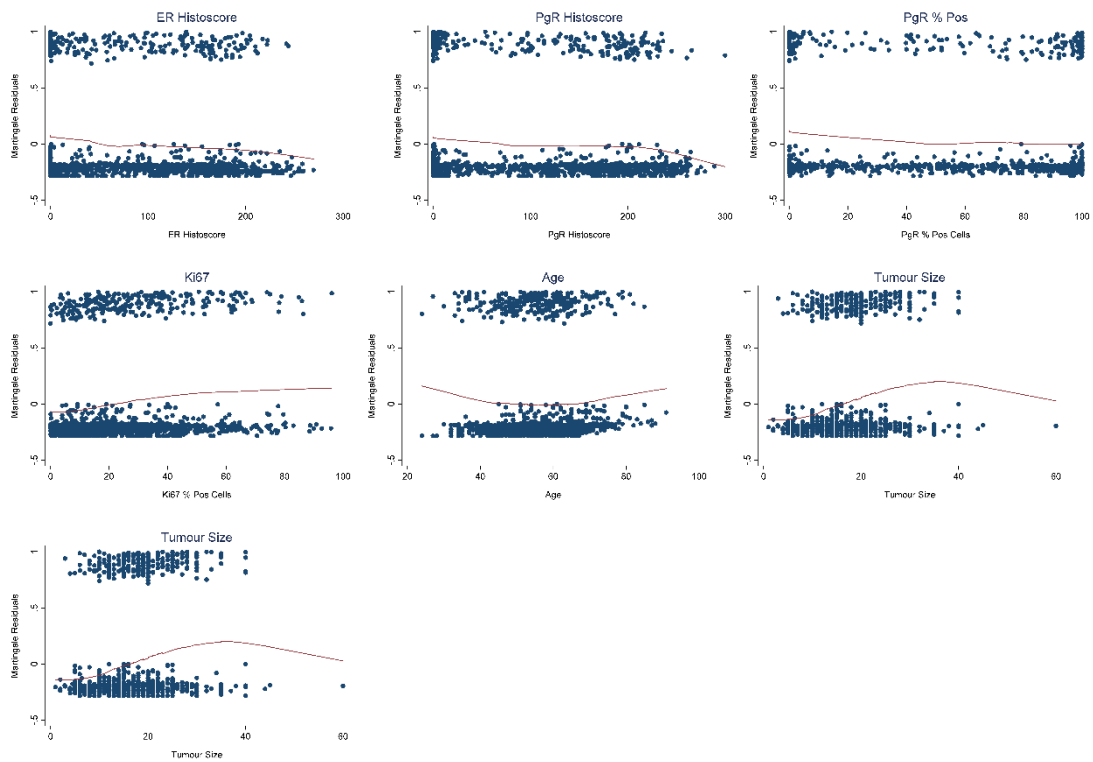 ER Histoscore
Martingale Residuals
1
.5
0
-.5
0
100
200
300
ER Histoscore
PgR Histoscore
Martingale Residuals
1
.5
0
-.5
0
100
200
300
PgR Histoscore
PgR % Pos
Martingale Residuals
1
.5
0
-.5
0
20
40
60
80
100
PgR % Pos Cells
Ki67
Martingale Residuals
1
.5
0
-.5
0
20
40
60
80
100
Ki67 % Pos Cells
Age
Martingale Residuals
1
.5
0
-.5
20
40
60
80
100
Age
Tumour Size
Martingale Residuals
1
.5
0
-.5
0
20
40
60
Tumour Size
Tumour Size
Martingale Residuals
1
.5
0
-.5
0
20
40
60
Tumour Size